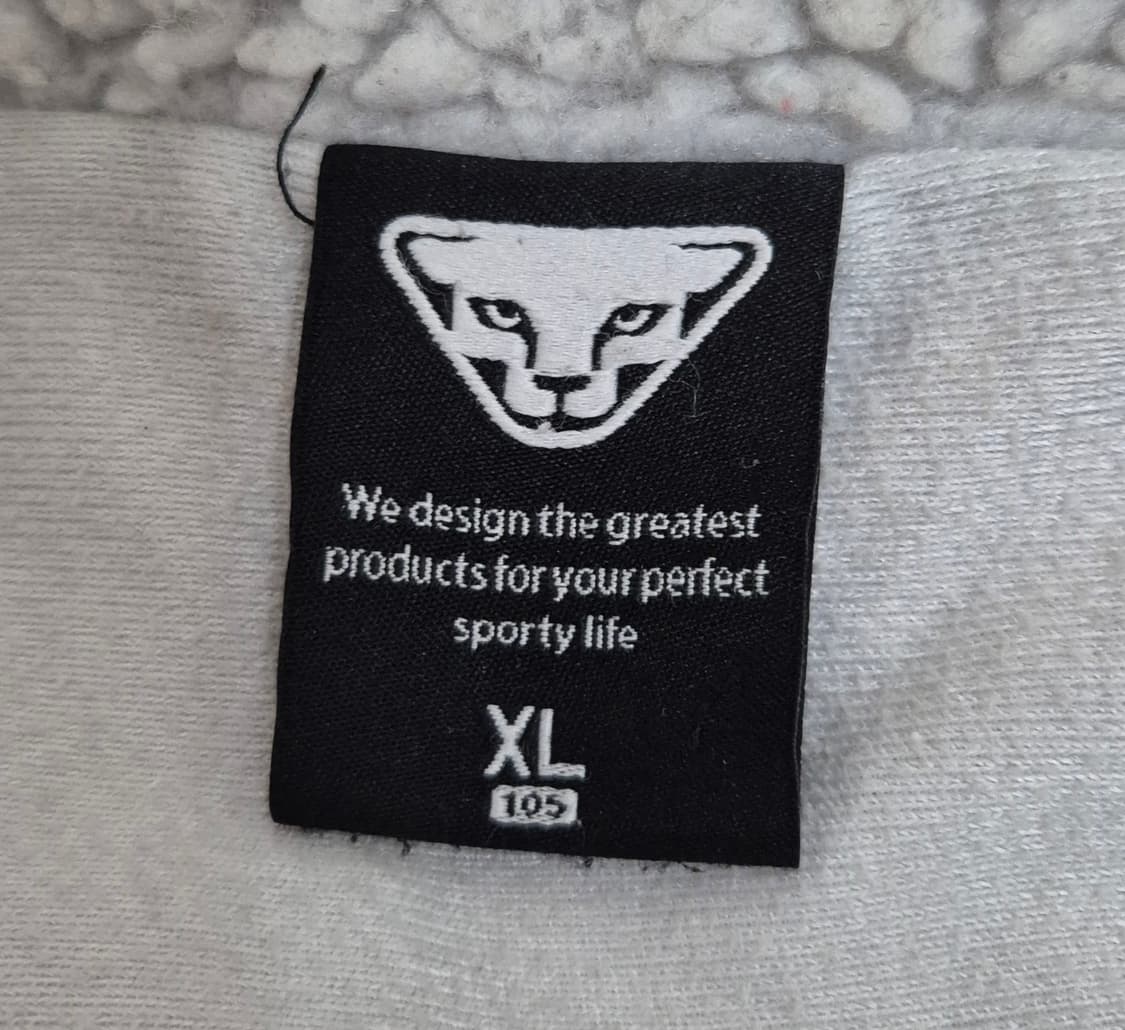 We design the greatest
products for your perfect
sporty life
XL
105